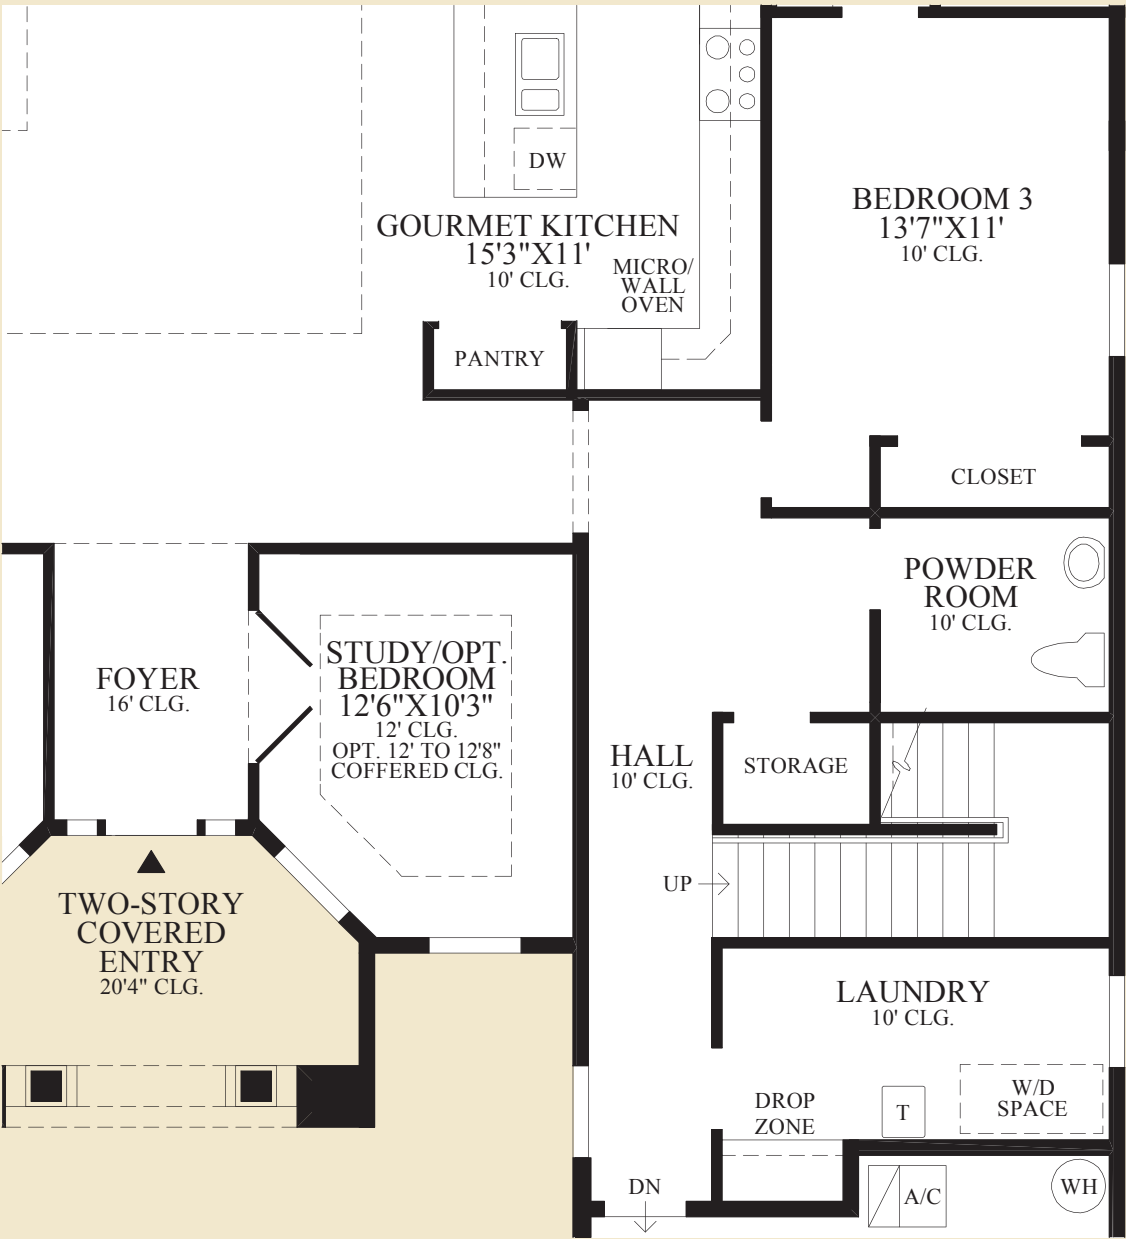 DW
BEDROOM 3
13'7"X11'
10' CLG.
GOURMET KITCHEN
15'3"X11'
10' CLG.
MICRO/
WALL
OVEN
PANTRY
CLOSET
POWDER
ROOM
10' CLG.
FOYER
16' CLG.
STUDY/OPT.
BEDROOM
12'6"X10'3"
12' CLG.
OPT. 12' TO 12'8"
COFFERED CLG.
HALL
10' CLG.
STORAGE
UP
TWO-STORY
COVERED
ENTRY
20'4" CLG.
LAUNDRY
10' CLG.
DROP
ZONE
T
W/D
SPACE
DN
A/C
WH